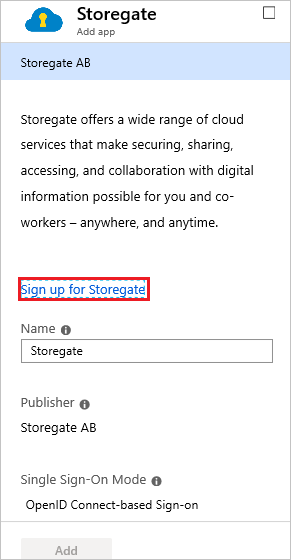 Storegate
Add app
Storegate AB
Storegate offers a wide range of cloud
services that make securing, sharing,
accessing, and collaboration with digital
information possible for you and co-
workers – anywhere, and anytime.
Sign up for Storegate
Name
Storegate
Publisher
Storegate AB
Single Sign-On Mode
OpenID Connect-based Sign-on
Add